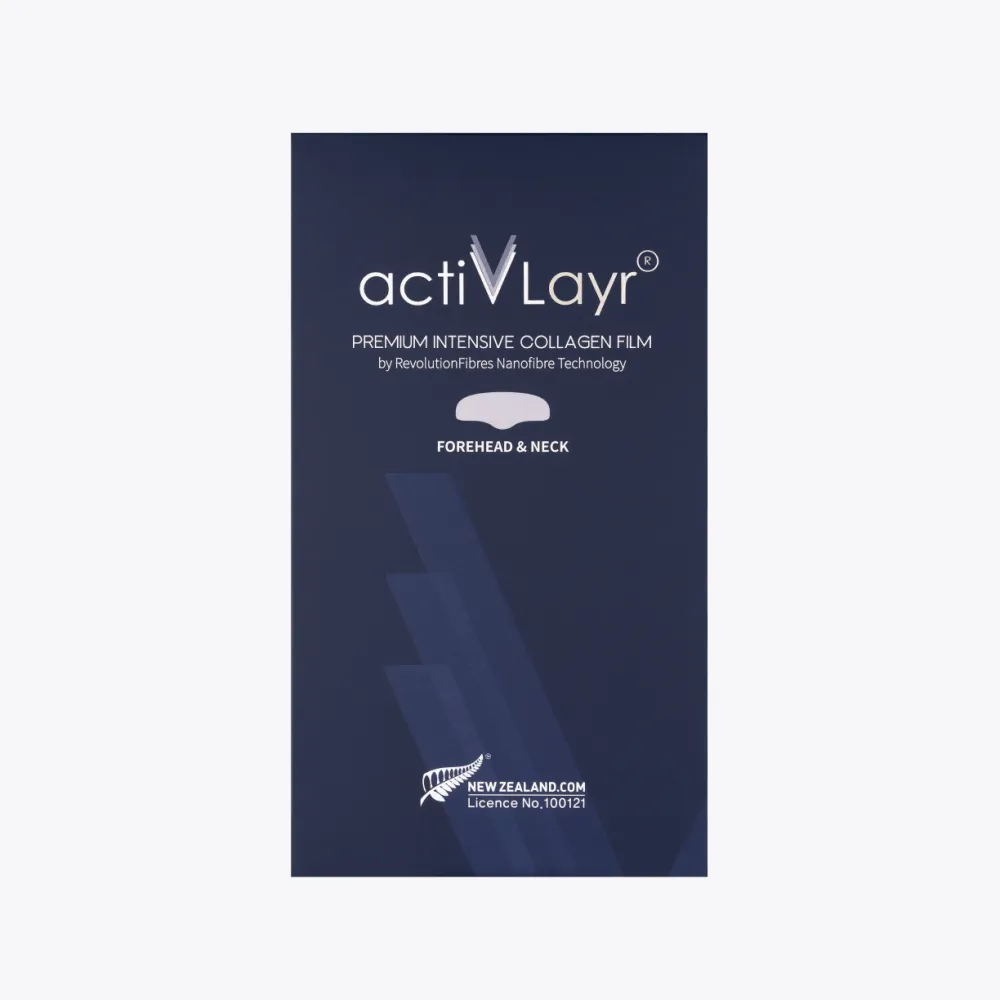 actiVLayr®
PREMIUM INTENSIVE COLLAGEN FILM
by RevolutionFibres Nanofibre Technology
FOREHEAD & NECK
®
NEW ZEALAND.COM
Licence No.100121